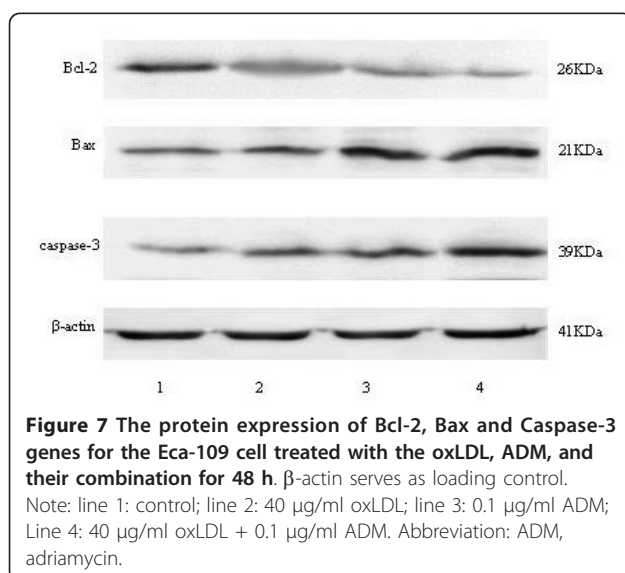 Bcl-2 26KDa
Bax 21KDa
caspase-3 39KDa
β-actin 41KDa
1 2 3 4
Figure 7 The protein expression of Bcl-2, Bax and Caspase-3
genes for the Eca-109 cell treated with the oxLDL, ADM, and
their combination for 48 h. β-actin serves as loading control.
Note: line 1: control; line 2: 40 μg/ml oxLDL; line 3: 0.1 μg/ml ADM;
Line 4: 40 μg/ml oxLDL + 0.1 μg/ml ADM. Abbreviation: ADM,
adriamycin.